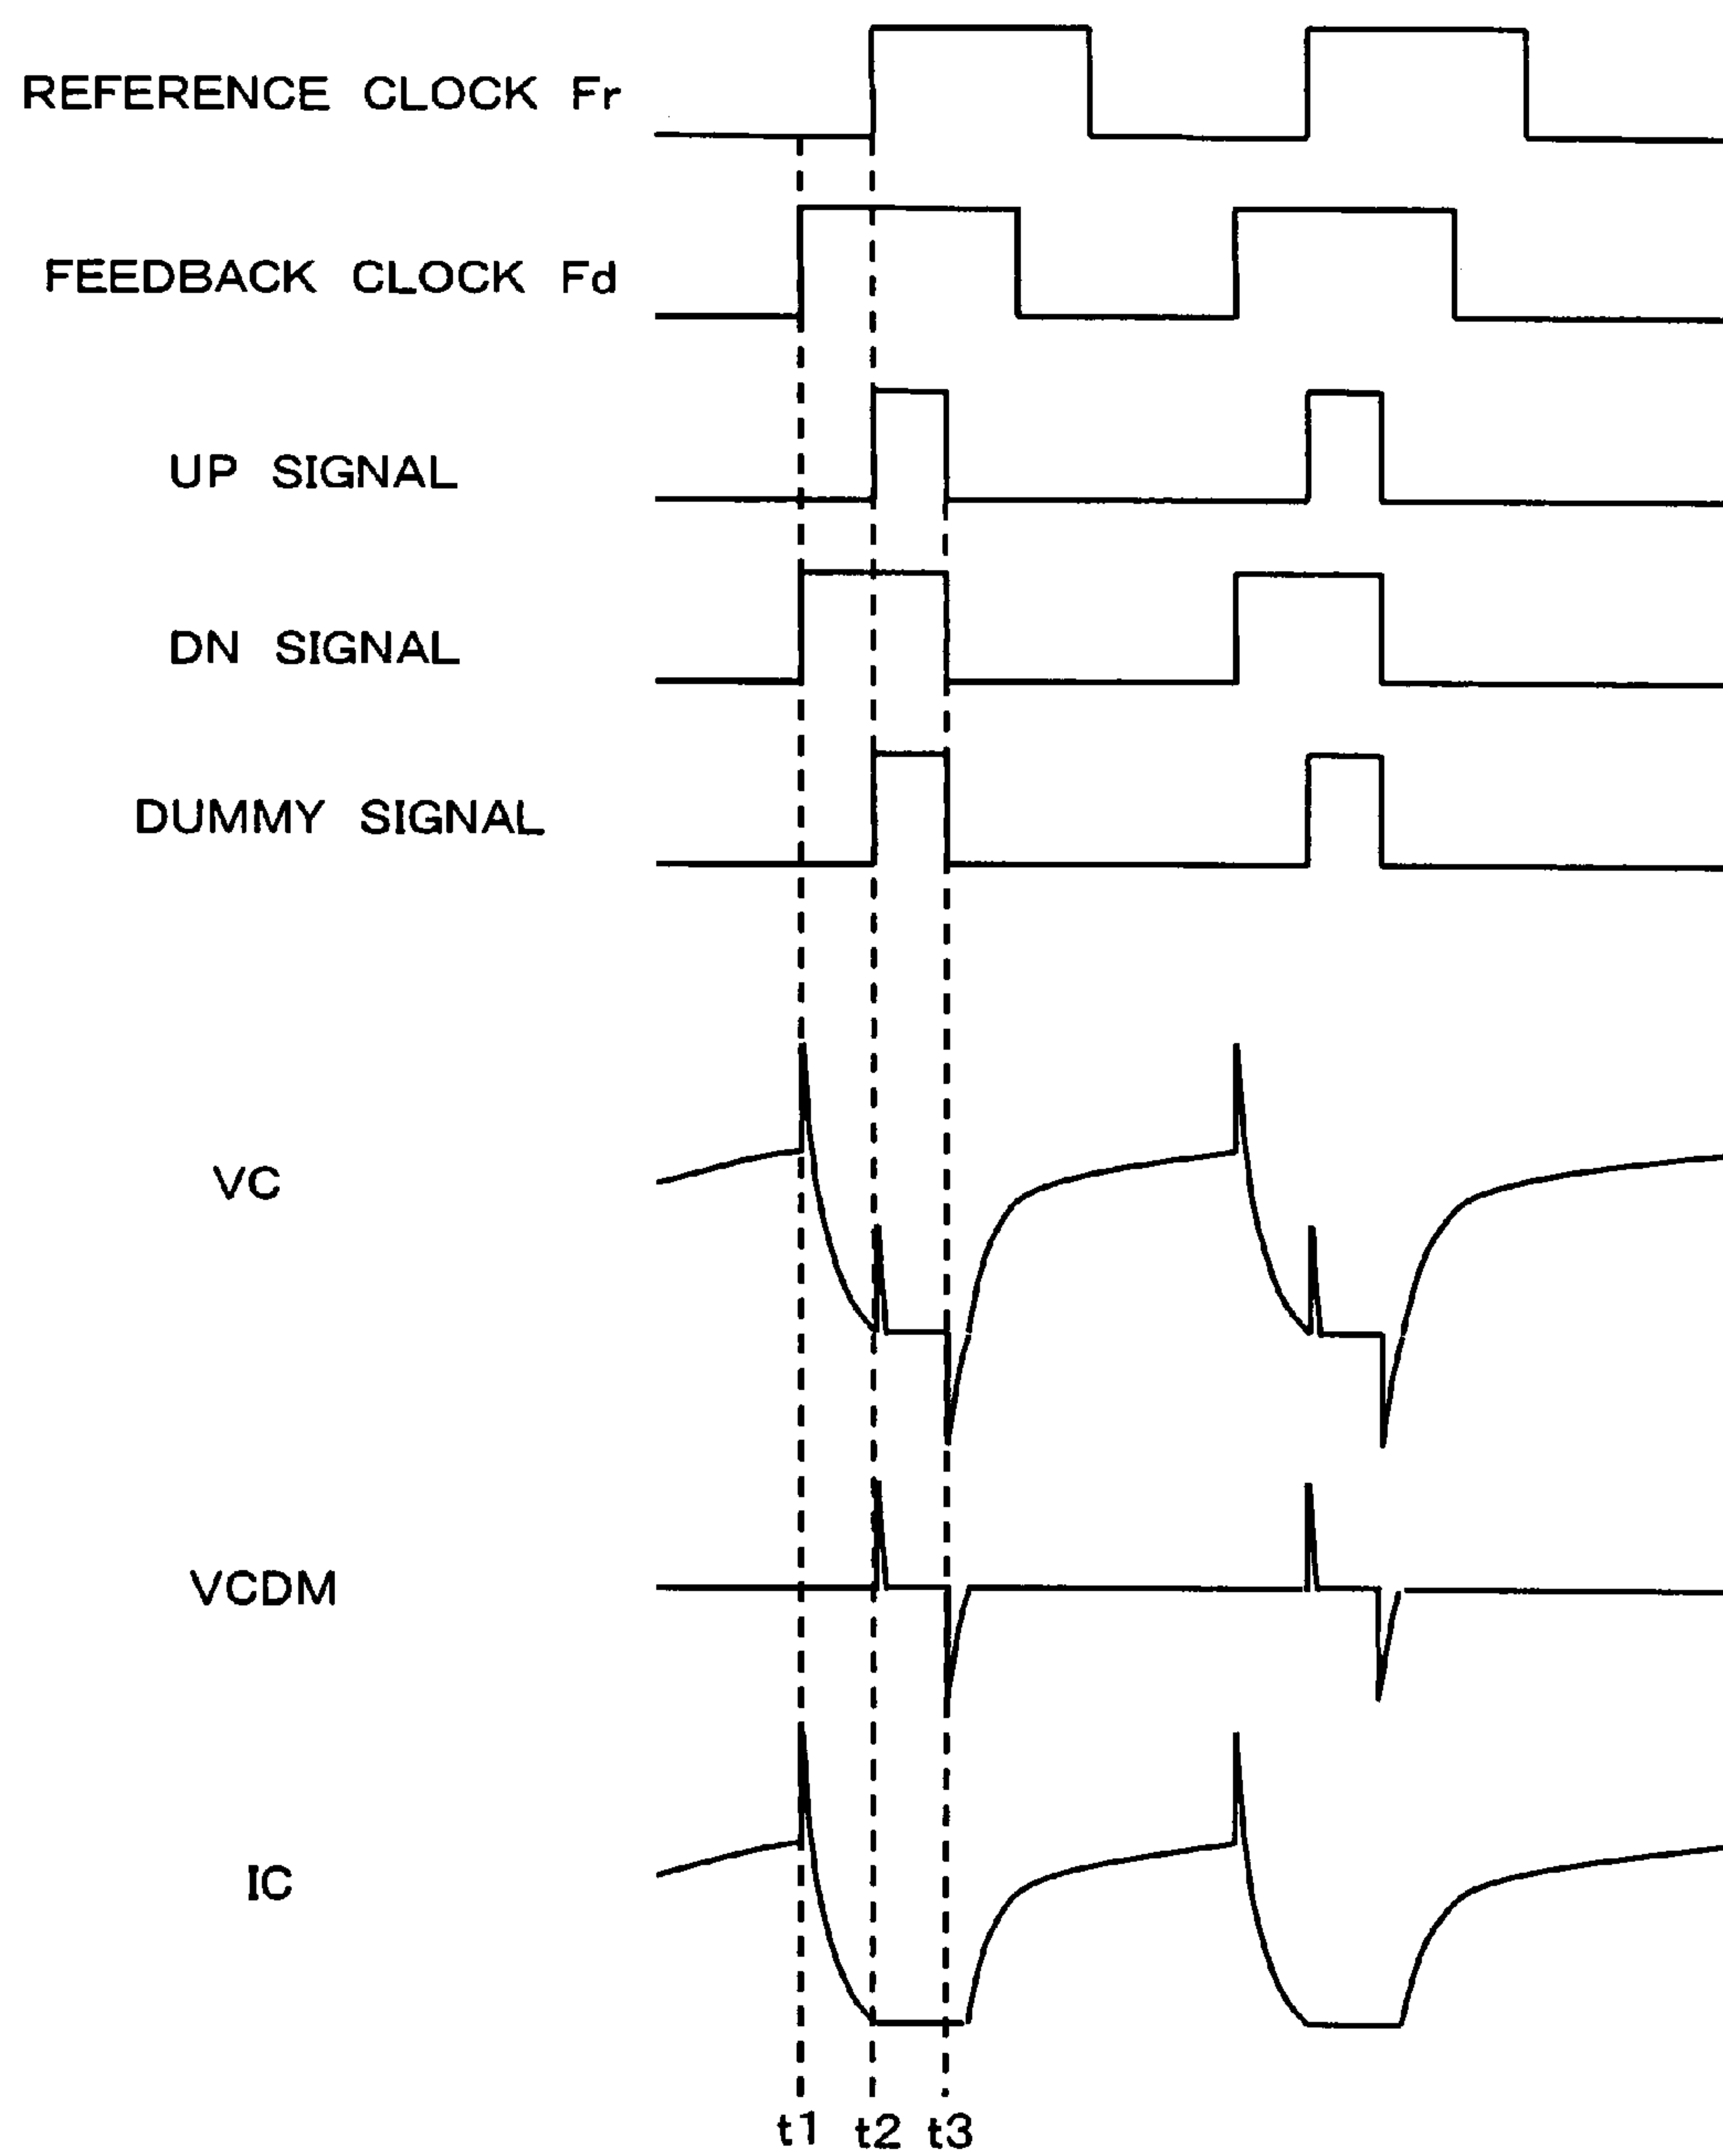 REFERENCE CLOCK Fr
FEEDBACK CLOCK Fd
UP SIGNAL
DN SIGNAL
DUMMY SIGNAL
VC
VCDM
IC
t1 t2 t3